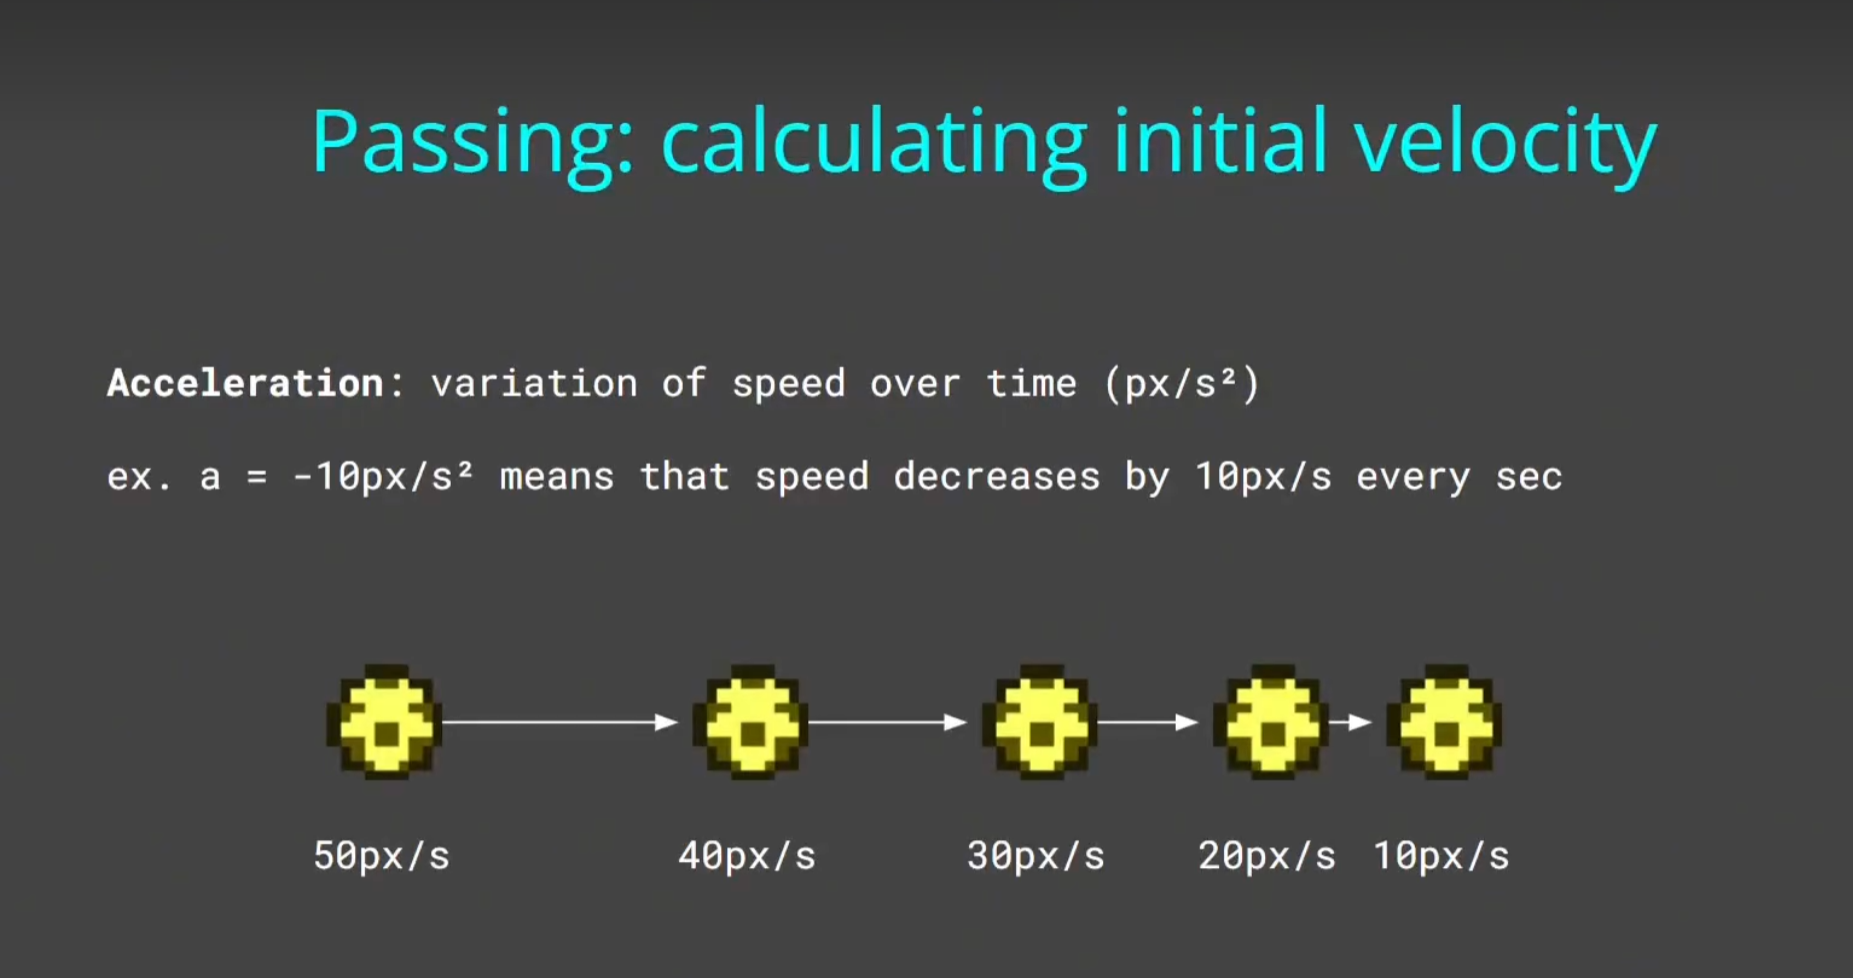 Passing: calculating initial velocity
Acceleration: variation of speed over time (px/s²)
ex. a = -10px/s² means that speed decreases by 10px/s every sec
50px/s 40px/s 30px/s 20px/s 10px/s